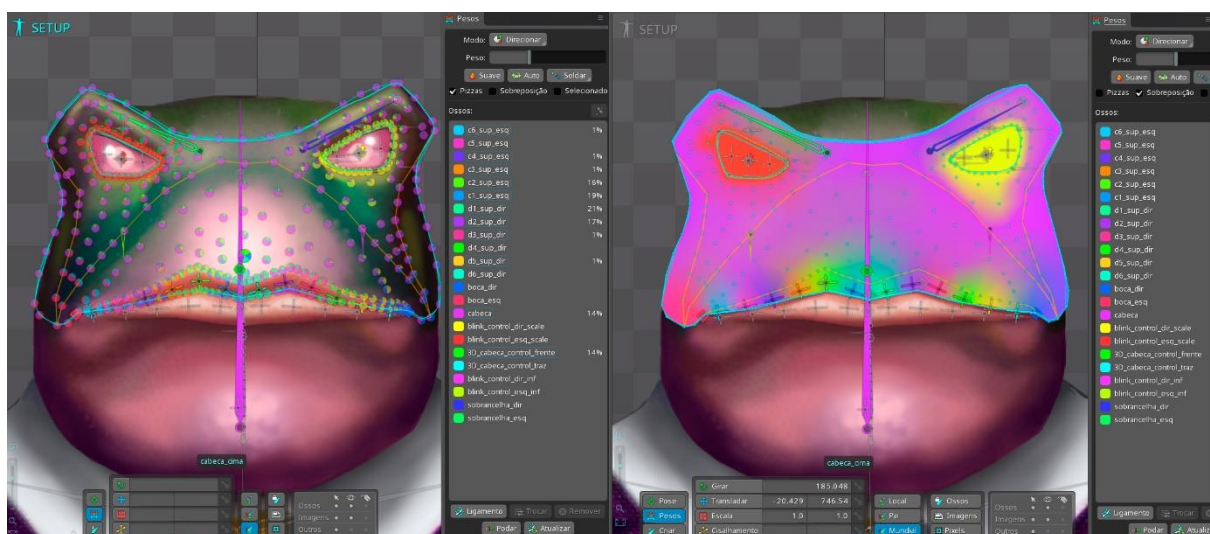 SETUP
Pesos
Modo: Direcionar
Peso:
Suave Auto Soldar
Pizzas Sobreposição Selecionado
Ossos:
c6_sup_esq 1%
c5_sup_esq
c4_sup_esq 1%
c3_sup_esq 1%
c2_sup_esq 16%
c1_sup_esq 19%
d1_sup_dir 21%
d2_sup_dir 17%
d3_sup_dir 1%
d4_sup_dir
d5_sup_dir 1%
d6_sup_dir
boca_dir
boca_esq
cabeca 14%
blink_control_dir_scale
blink_control_esq_scale
3D_cabeca_control_frente 14%
3D_cabeca_control_traz
blink_control_dir_inf
blink_control_esq_inf
sobrancelha_dir
sobrancelha_esq
cabeca_cima
Ossos
Imagens
Outros
Ligamento Trocar Remover
Podar Atualizar
SETUP
Pesos
Modo: Direcionar
Peso:
Suave Auto
Pizzas Sobreposição
Ossos:
c6_sup_esq
c5_sup_esq
c4_sup_esq
c3_sup_esq
c2_sup_esq
c1_sup_esq
d1_sup_dir
d2_sup_dir
d3_sup_dir
d4_sup_dir
d5_sup_dir
d6_sup_dir
boca_dir
boca_esq
cabeca
blink_control_dir_scale
blink_control_esq_scale
3D_cabeca_control_frente
3D_cabeca_control_traz
blink_control_dir_inf
blink_control_esq_inf
sobrancelha_dir
sobrancelha_esq
cabeca_cima
Pose Girar 185.048 Local Ossos
Pesos Transladar -20.429 746.54 Pai Imagens
Criar Escala 1.0 1.0 Mundial Pixels
Cisalhamento
Ossos
Imagens
Outros
Ligamento Trocar
Podar Atualiz